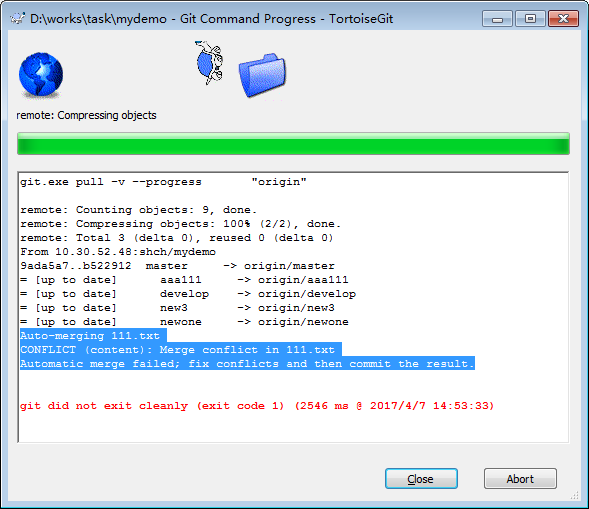 D:\works\task\mydemo - Git Command Progress - TortoiseGit
remote: Compressing objects
git.exe pull -v --progress "origin"
remote: Counting objects: 9, done.
remote: Compressing objects: 100% (2/2), done.
remote: Total 3 (delta 0), reused 0 (delta 0)
From 10.30.52.48:shch/mydemo
9ada5a7..b522912 master -> origin/master
= [up to date] aaa111 -> origin/aaa111
= [up to date] develop -> origin/develop
= [up to date] new3 -> origin/new3
= [up to date] newone -> origin/newone
Auto-merging 111.txt
CONFLICT (content): Merge conflict in 111.txt
Automatic merge failed; fix conflicts and then commit the result.
git did not exit cleanly (exit code 1) (2546 ms @ 2017/4/7 14:53:33)
Close Abort